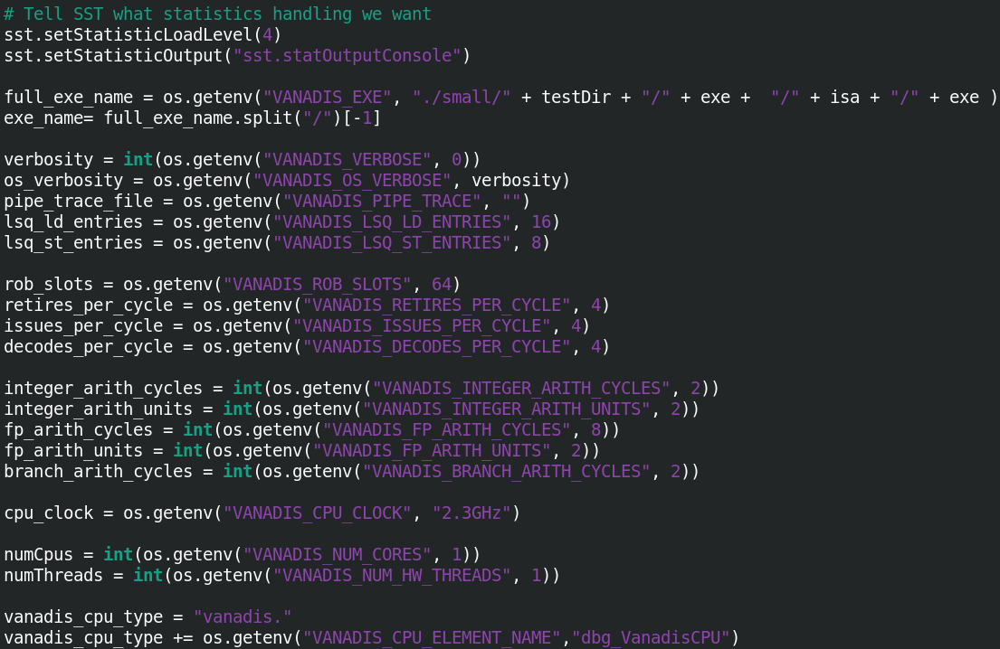 # Tell SST what statistics handling we want
sst.setStatisticLoadLevel(4)
sst.setStatisticOutput("sst.statOutputConsole")
full_exe_name = os.getenv("VANADIS_EXE", "./small/" + testDir + "/" + exe +  "/" + isa + "/" + exe )
exe_name= full_exe_name.split("/")[-1]
verbosity = int(os.getenv("VANADIS_VERBOSE", 0))
os_verbosity = os.getenv("VANADIS_OS_VERBOSE", verbosity)
pipe_trace_file = os.getenv("VANADIS_PIPE_TRACE", "")
lsq_ld_entries = os.getenv("VANADIS_LSQ_LD_ENTRIES", 16)
lsq_st_entries = os.getenv("VANADIS_LSQ_ST_ENTRIES", 8)
rob_slots = os.getenv("VANADIS_ROB_SLOTS", 64)
retires_per_cycle = os.getenv("VANADIS_RETIRES_PER_CYCLE", 4)
issues_per_cycle = os.getenv("VANADIS_ISSUES_PER_CYCLE", 4)
decodes_per_cycle = os.getenv("VANADIS_DECODES_PER_CYCLE", 4)
integer_arith_cycles = int(os.getenv("VANADIS_INTEGER_ARITH_CYCLES", 2))
integer_arith_units = int(os.getenv("VANADIS_INTEGER_ARITH_UNITS", 2))
fp_arith_cycles = int(os.getenv("VANADIS_FP_ARITH_CYCLES", 8))
fp_arith_units = int(os.getenv("VANADIS_FP_ARITH_UNITS", 2))
branch_arith_cycles = int(os.getenv("VANADIS_BRANCH_ARITH_CYCLES", 2))
cpu_clock = os.getenv("VANADIS_CPU_CLOCK", "2.3GHz")
numCpus = int(os.getenv("VANADIS_NUM_CORES", 1))
numThreads = int(os.getenv("VANADIS_NUM_HW_THREADS", 1))
vanadis_cpu_type = "vanadis."
vanadis_cpu_type += os.getenv("VANADIS_CPU_ELEMENT_NAME","dbg_VanadisCPU")